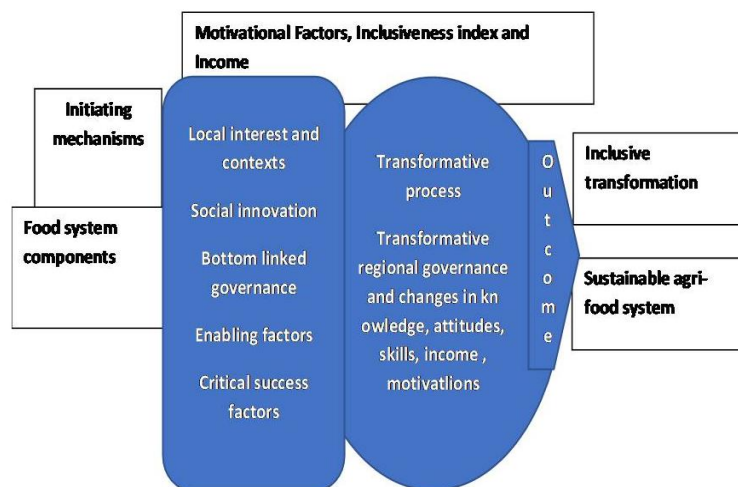 Motivational Factors, Inclusiveness index and
Income
Initiating
mechanisms
Food system
components
Local interest and
contexts
Social innovation
Bottom linked
governance
Enabling factors
Critical success
factors
Transformative
process
Transformative
regional governance
and changes in kn
owledge, attitudes,
skills, income ,
motivatlions
O
u
t
c
o
m
e
Inclusive
transformation
Sustainable agri-
food system